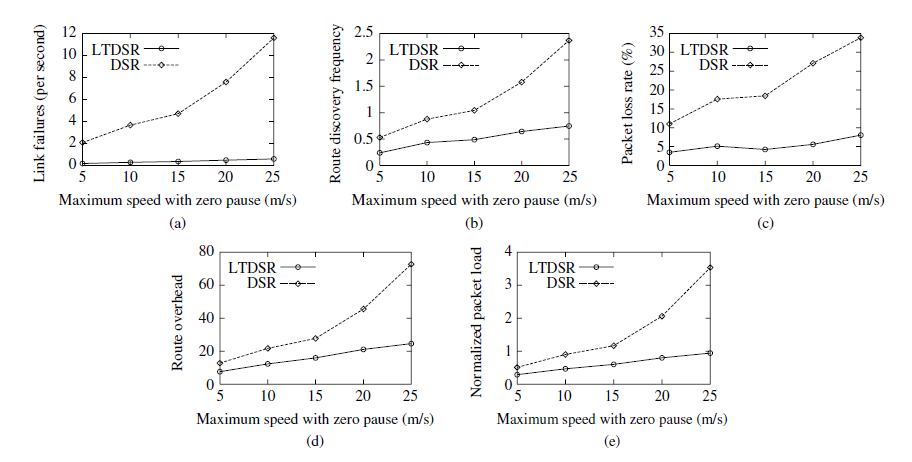 Link failures (per second)
12
10
8
6
4
2
0
LTDSR
DSR
5 10 15 20 25
Maximum speed with zero pause (m/s)
(a)
Route discovery frequency
2.5
2
1.5
1
0.5
0
LTDSR
DSR
5 10 15 20 25
Maximum speed with zero pause (m/s)
(b)
Packet loss rate (%)
35
30
25
20
15
10
5
0
LTDSR
DSR
5 10 15 20 25
Maximum speed with zero pause (m/s)
(c)
Route overhead
80
60
40
20
0
LTDSR
DSR
5 10 15 20 25
Maximum speed with zero pause (m/s)
(d)
Normalized packet load
4
3
2
1
0
LTDSR
DSR
5 10 15 20 25
Maximum speed with zero pause (m/s)
(e)